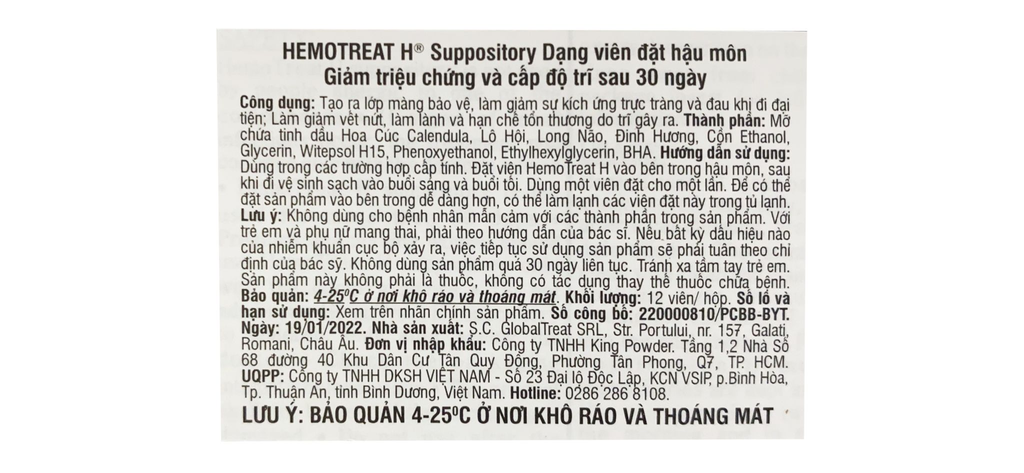 HEMOTREAT H® Suppository Dạng viên đặt hậu môn
Giảm triệu chứng và cấp độ trĩ sau 30 ngày
Công dụng: Tạo ra lớp màng bảo vệ, làm giảm sự kích ứng trực tràng và đau khi đi đại
tiện; Làm giảm vết nứt, làm lành và hạn chế tổn thương do trĩ gây ra. Thành phần: Mỡ
chứa tinh dầu Hoa Cúc Calendula, Lô Hội, Long Não, Đinh Hương, Cồn Ethanol,
Glycerin, Witepsol H15, Phenoxyethanol, Ethylhexylglycerin, BHA. Hướng dẫn sử dụng:
Dùng trong các trường hợp cấp tính. Đặt viên HemoTreat H vào bên trong hậu môn, sau
khi đi vệ sinh sạch vào buổi sáng và buổi tối. Dùng một viên đặt cho một lần. Để có thể
đặt sản phẩm vào bên trong dễ dàng hơn, có thể làm lạnh các viên đặt này trong tủ lạnh.
Lưu ý: Không dùng cho bệnh nhân mẫn cảm với các thành phần trong sản phẩm. Với
trẻ em và phụ nữ mang thai, phải theo hướng dẫn của bác sĩ. Nếu bất kỳ dấu hiệu nào
của nhiễm khuẩn cục bộ xảy ra, việc tiếp tục sử dụng sản phẩm sẽ phải tuân theo chỉ
định của bác sỹ. Không dùng sản phẩm quá 30 ngày liên tục. Tránh xa tầm tay trẻ em.
Sản phẩm này không phải là thuốc, không có tác dụng thay thế thuốc chữa bệnh.
Bảo quản: 4-25⁰C ở nơi khô ráo và thoáng mát. Khối lượng: 12 viên/ hộp. Số lô và
hạn sử dụng: Xem trên nhãn chính sản phẩm. Số công bố: 220000810/PCBB-BYT.
Ngày: 19/01/2022. Nhà sản xuất: S.C. GlobalTreat SRL, Str. Portului, nr. 157, Galati,
Romani, Châu Âu. Đơn vị nhập khẩu: Công ty TNHH King Powder. Tầng 1,2 Nhà Số
68 đường 40 Khu Dân Cư Tân Quy Đông, Phường Tân Phong, Q7, TP. HCM.
UQPP: Công ty TNHH DKSH VIỆT NAM - Số 23 Đại lộ Độc Lập, KCN VSIP, p.Bình Hòa,
Tp. Thuận An, tỉnh Bình Dương, Việt Nam. Hotline: 0286 286 8108.
LƯU Ý: BẢO QUẢN 4-25⁰C Ở NƠI KHÔ RÁO VÀ THOÁNG MÁT